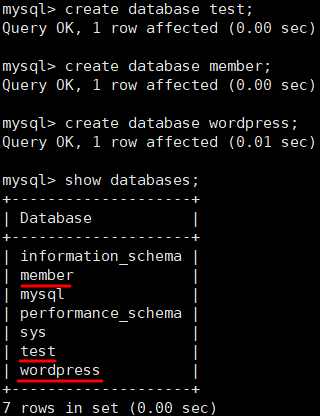 mysql> create database test;
Query OK, 1 row affected (0.00 sec)
mysql> create database member;
Query OK, 1 row affected (0.00 sec)
mysql> create database wordpress;
Query OK, 1 row affected (0.01 sec)
mysql> show databases;
+--------------------+
| Database           |
+--------------------+
| information_schema |
| member             |
| mysql              |
| performance_schema |
| sys                |
| test               |
| wordpress          |
+--------------------+
7 rows in set (0.00 sec)